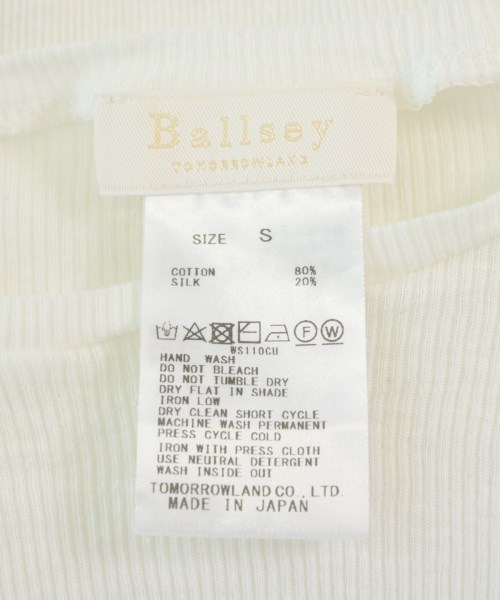 Ballsey
TOMORROWLAND
SIZE S
COTTON 80%
SILK 20%
F W
WS110CU
HAND WASH
DO NOT BLEACH
DO NOT TUMBLE DRY
DRY FLAT IN SHADE
IRON LOW
DRY CLEAN SHORT CYCLE
MACHINE WASH PERMANENT
PRESS CYCLE COLD
IRON WITH PRESS CLOTH
USE NEUTRAL DETERGENT
WASH INSIDE OUT
TOMORROWLAND CO., LTD.
MADE IN JAPAN